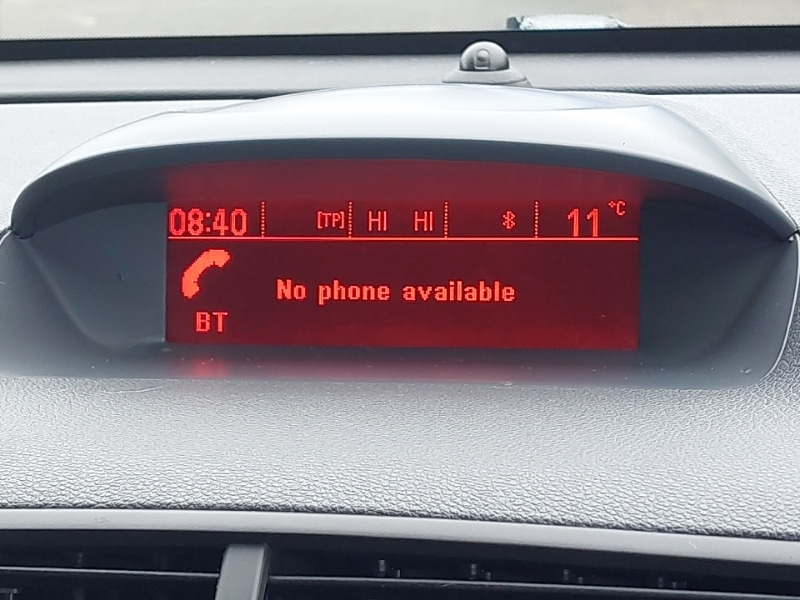 08:40 [TP] HI HI 11 °C
No phone available
BT